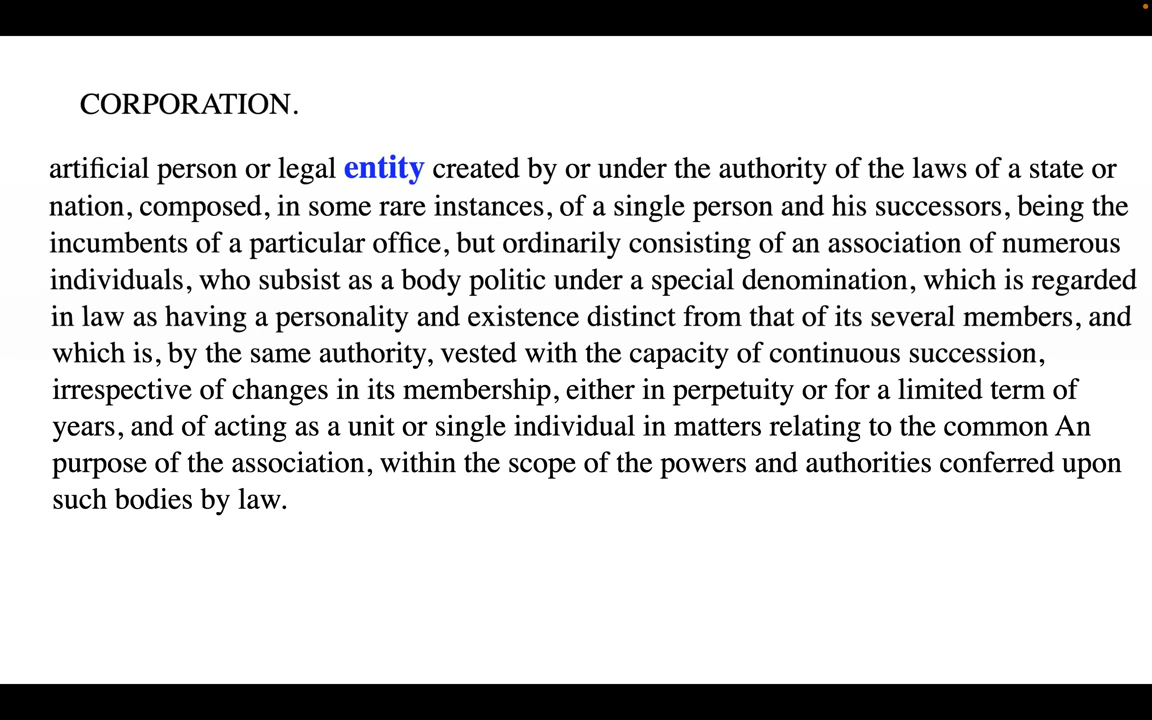 CORPORATION.
artificial person or legal entity created by or under the authority of the laws of a state or
nation, composed, in some rare instances, of a single person and his successors, being the
incumbents of a particular office, but ordinarily consisting of an association of numerous
individuals, who subsist as a body politic under a special denomination, which is regarded
in law as having a personality and existence distinct from that of its several members, and
which is, by the same authority, vested with the capacity of continuous succession,
irrespective of changes in its membership, either in perpetuity or for a limited term of
years, and of acting as a unit or single individual in matters relating to the common An
purpose of the association, within the scope of the powers and authorities conferred upon
such bodies by law.